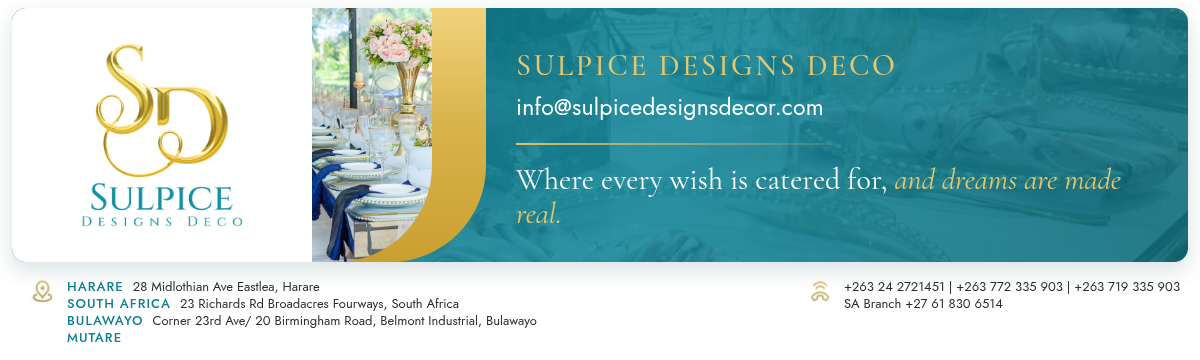 SD
SULPICE
DESIGNS DECO
SULPICE DESIGNS DECO
info@sulpicedesignsdecor.com
Where every wish is catered for, and dreams are made
real.
HARARE 28 Midlothian Ave Eastlea, Harare
SOUTH AFRICA 23 Richards Rd Broadacres Fourways, South Africa
BULAWAYO Corner 23rd Ave/ 20 Birmingham Road, Belmont Industrial, Bulawayo
MUTARE
+263 24 2721451 | +263 772 335 903 | +263 719 335 903
SA Branch +27 61 830 6514